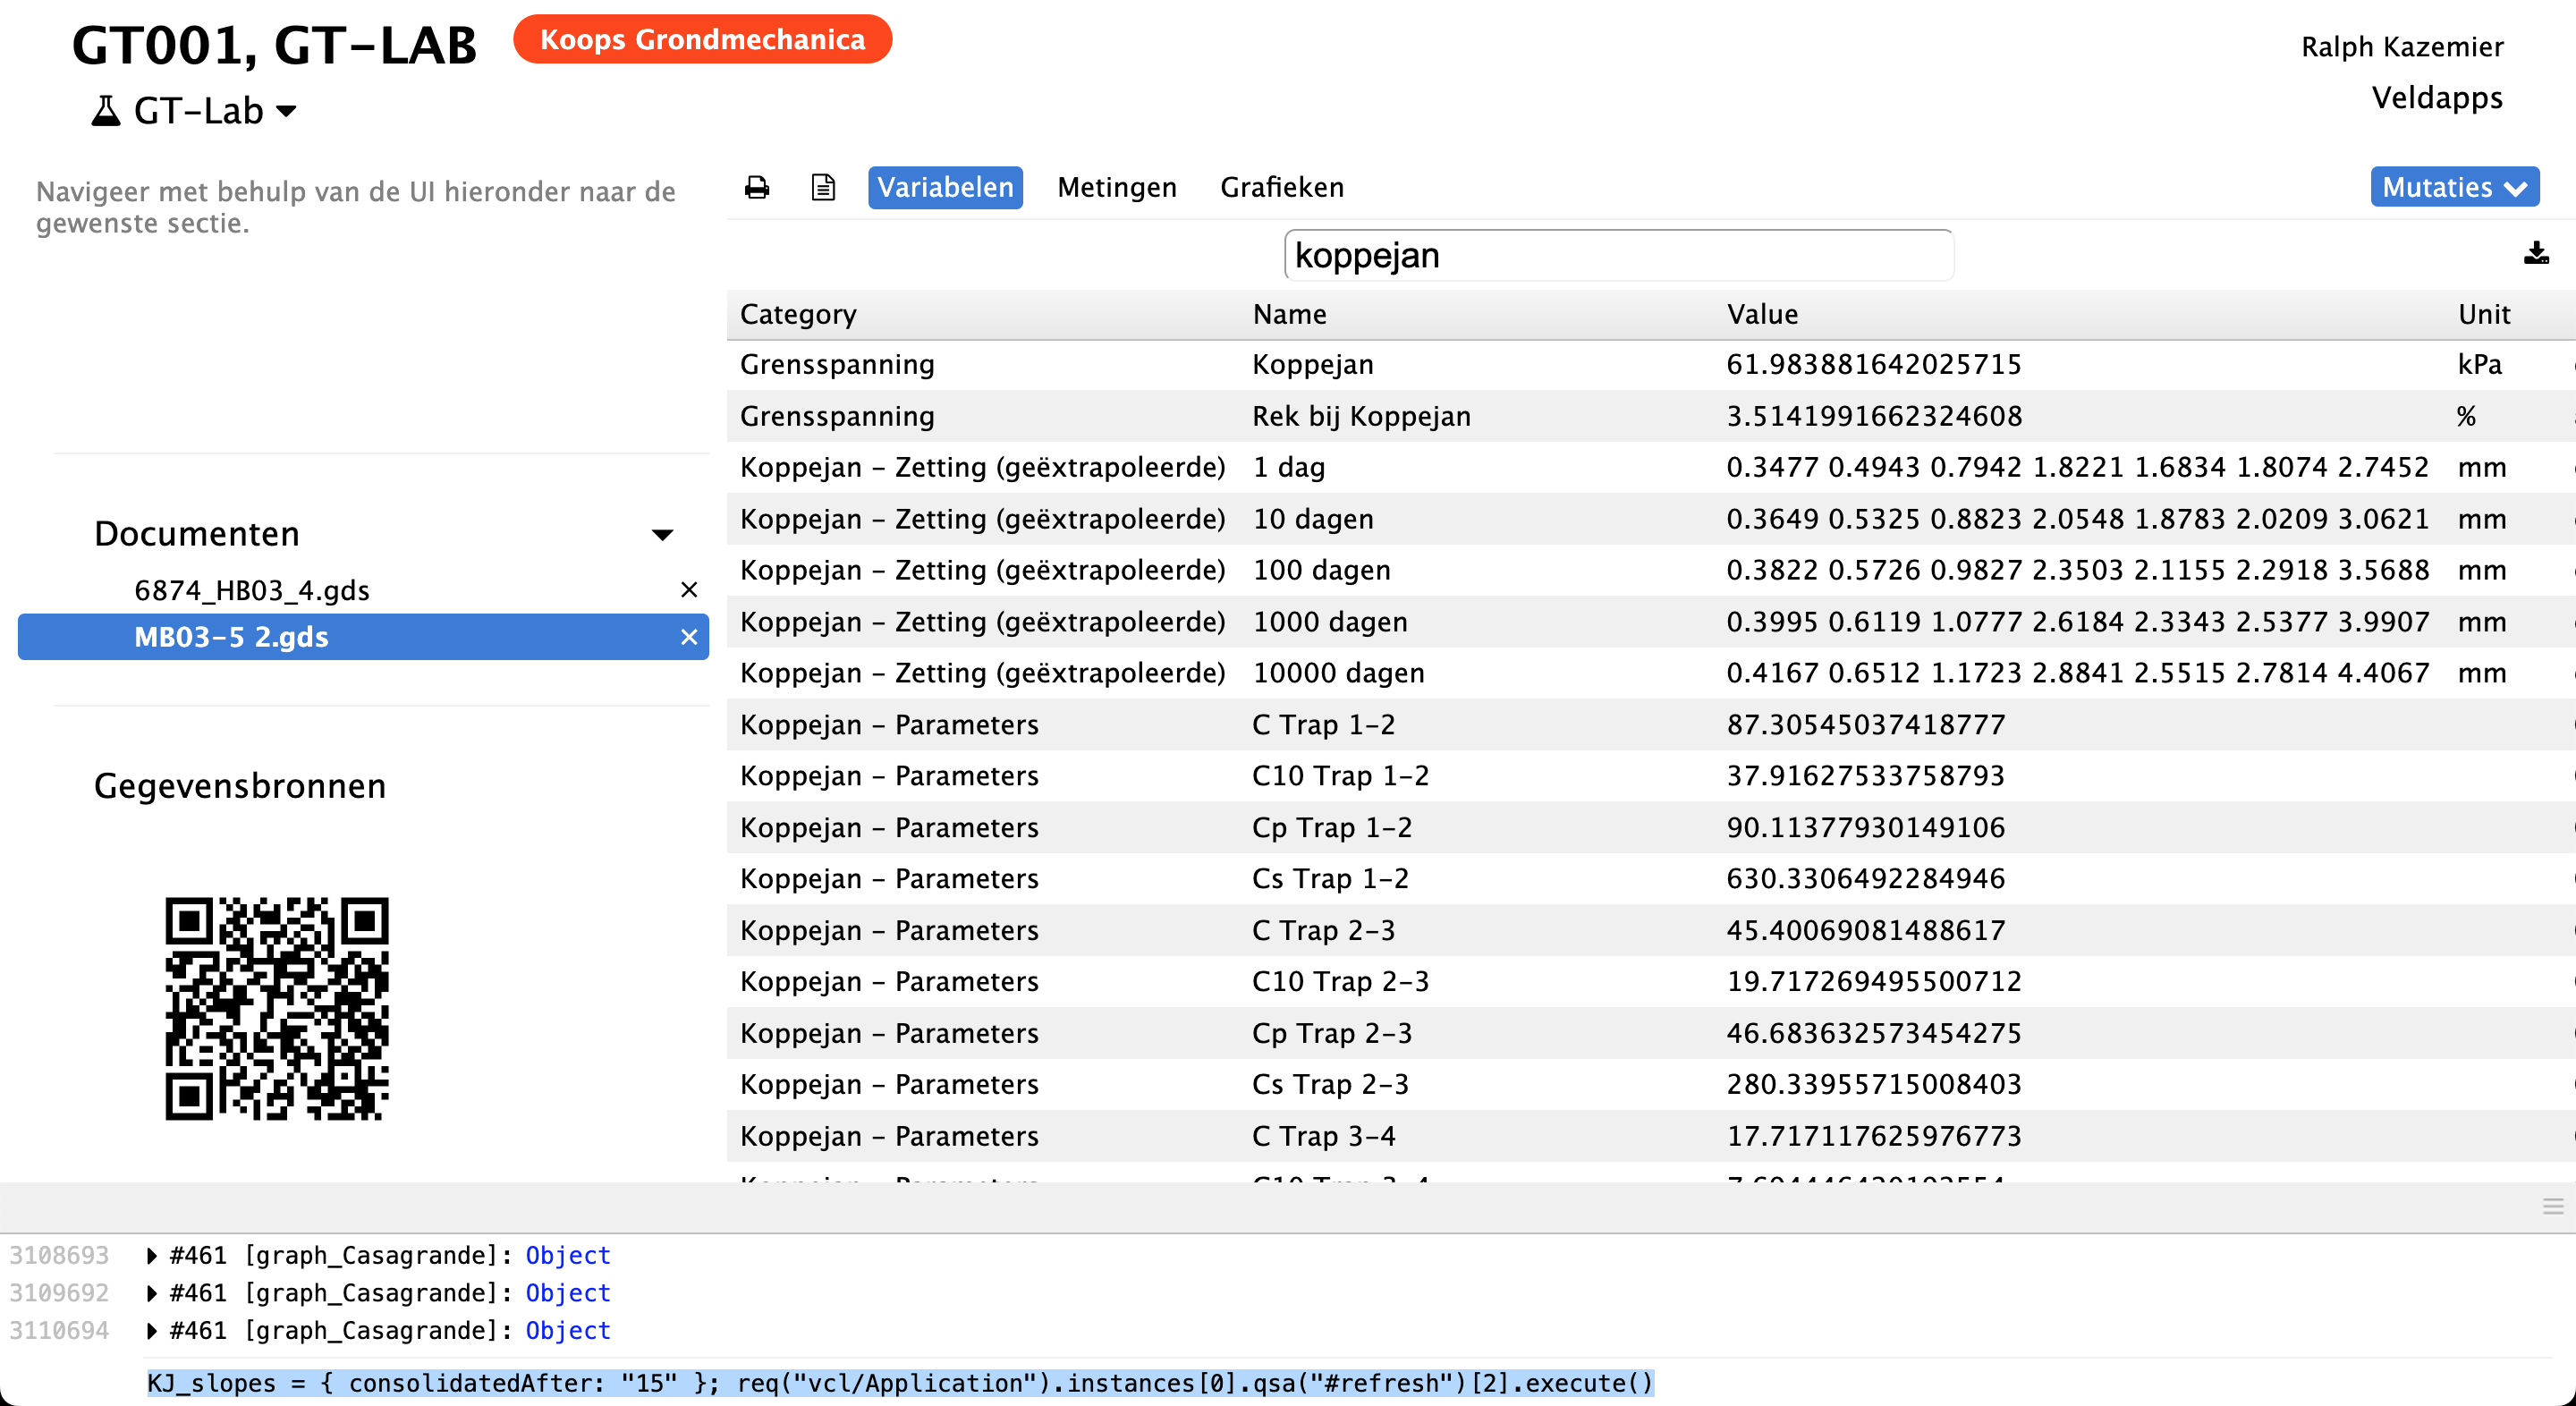 GT001, GT-LAB
Koops Grondmechanica
Ralph Kazemier
GT-Lab
Veldapps
Navigeer met behulp van de UI hieronder naar de
gewenste sectie.
Variabelen Metingen Grafieken
Mutaties
koppejan
Category Name Value Unit
Grensspanning Koppejan 61.983881642025715 kPa
Grensspanning Rek bij Koppejan 3.5141991662324608 %
Koppejan - Zetting (geëxtrapoleerde) 1 dag 0.3477 0.4943 0.7942 1.8221 1.6834 1.8074 2.7452 mm
Koppejan - Zetting (geëxtrapoleerde) 10 dagen 0.3649 0.5325 0.8823 2.0548 1.8783 2.0209 3.0621 mm
Koppejan - Zetting (geëxtrapoleerde) 100 dagen 0.3822 0.5726 0.9827 2.3503 2.1155 2.2918 3.5688 mm
Koppejan - Zetting (geëxtrapoleerde) 1000 dagen 0.3995 0.6119 1.0777 2.6184 2.3343 2.5377 3.9907 mm
Koppejan - Zetting (geëxtrapoleerde) 10000 dagen 0.4167 0.6512 1.1723 2.8841 2.5515 2.7814 4.4067 mm
Koppejan - Parameters C Trap 1-2 87.30545037418777
Koppejan - Parameters C10 Trap 1-2 37.91627533758793
Koppejan - Parameters Cp Trap 1-2 90.11377930149106
Koppejan - Parameters Cs Trap 1-2 630.3306492284946
Koppejan - Parameters C Trap 2-3 45.40069081488617
Koppejan - Parameters C10 Trap 2-3 19.717269495500712
Koppejan - Parameters Cp Trap 2-3 46.683632573454275
Koppejan - Parameters Cs Trap 2-3 280.33955715008403
Koppejan - Parameters C Trap 3-4 17.717117625976773
Documenten
6874_HB03_4.gds
MB03-5 2.gds
Gegevensbronnen
3108693 #461 [graph_Casagrande]: Object
3109692 #461 [graph_Casagrande]: Object
3110694 #461 [graph_Casagrande]: Object
KJ_slopes = { consolidatedAfter: "15" }; req("vcl/Application").instances[0].qsa("#refresh")[2].execute()